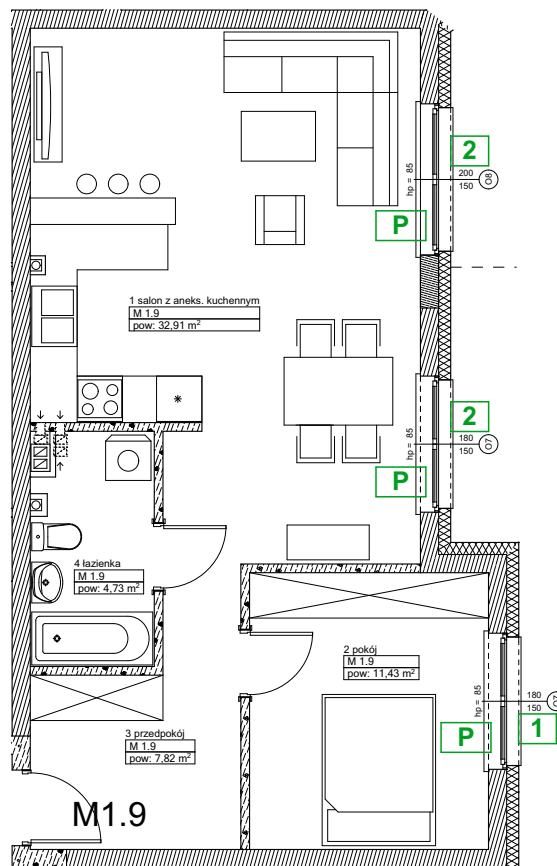 2
200
150
O8
hp = 85
P
1 salon z aneks. kuchennym
M 1.9
pow: 32,91 m²
2
180
150
O7
hp = 85
P
4 łazienka
M 1.9
pow: 4,73 m²
2 pokój
M 1.9
pow: 11,43 m²
180
150
O7
hp = 85
1
P
3 przedpokój
M 1.9
pow: 7,82 m²
M1.9